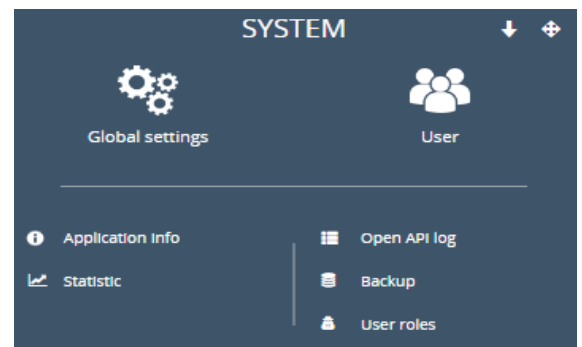 SYSTEM
Global settings
User
Application Info
Statistic
Open API log
Backup
User roles